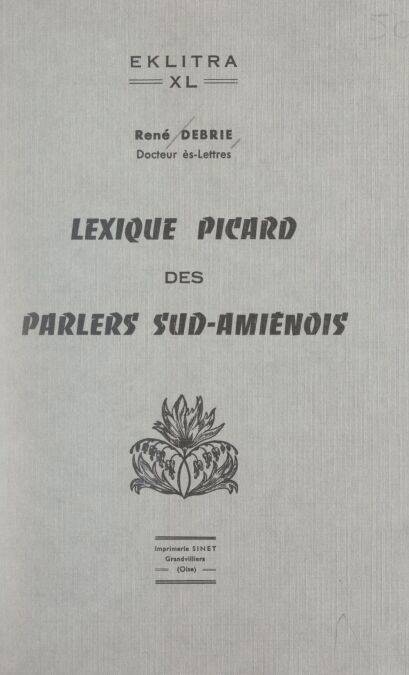 EKLITRA
XL
René DEBRIE
Docteur ès-Lettres
LEXIQUE PICARD
DES
PARLERS SUD-AMIÉNOIS
Imprimerie SINET
Grandvilliers
(Oise)